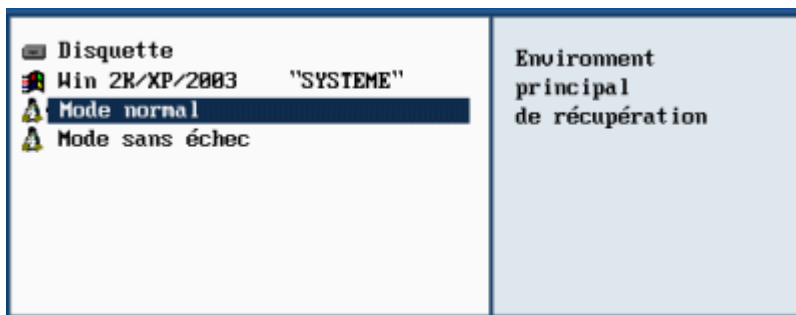 Disquette
Win 2K/XP/2003 "SYSTEME"
Mode normal
Mode sans échec
Environment
principal
de récupération